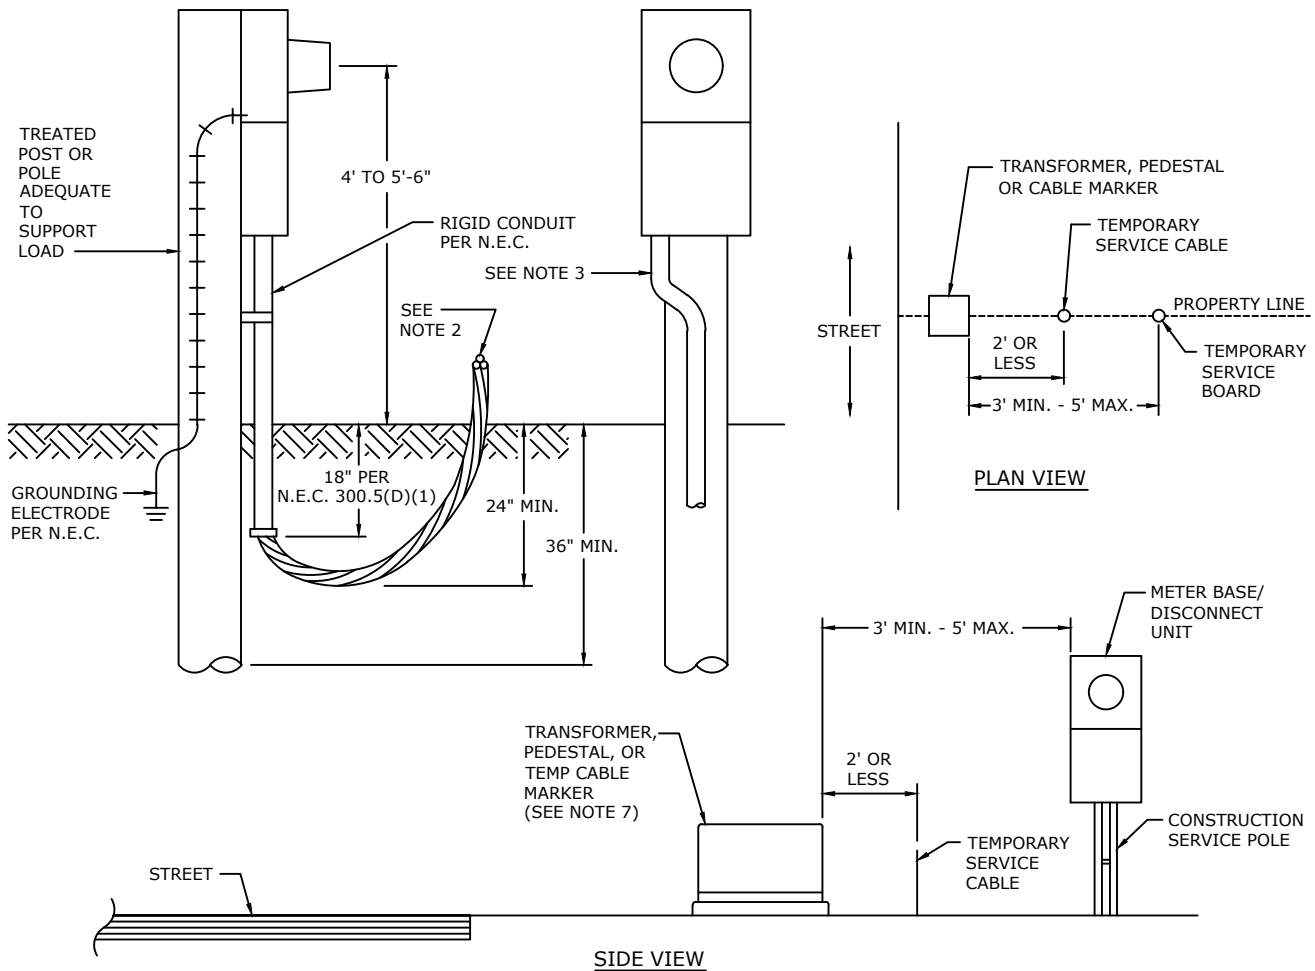 TREATED
POST OR
POLE
ADEQUATE
TO
SUPPORT
LOAD
4' TO 5'-6"
RIGID CONDUIT
PER N.E.C.
SEE
NOTE 2
18" PER
N.E.C. 300.5(D)(1)
24" MIN.
36" MIN.
GROUNDING
ELECTRODE
PER N.E.C.
SEE NOTE 3
TRANSFORMER, PEDESTAL
OR CABLE MARKER
TEMPORARY
SERVICE CABLE
PROPERTY LINE
STREET
2' OR
LESS
TEMPORARY
SERVICE
BOARD
3' MIN. - 5' MAX.
PLAN VIEW
METER BASE/
DISCONNECT
UNIT
3' MIN. - 5' MAX.
TRANSFORMER,
PEDESTAL, OR
TEMP CABLE
MARKER
(SEE NOTE 7)
2' OR
LESS
TEMPORARY
SERVICE
CABLE
CONSTRUCTION
SERVICE POLE
STREET
SIDE VIEW